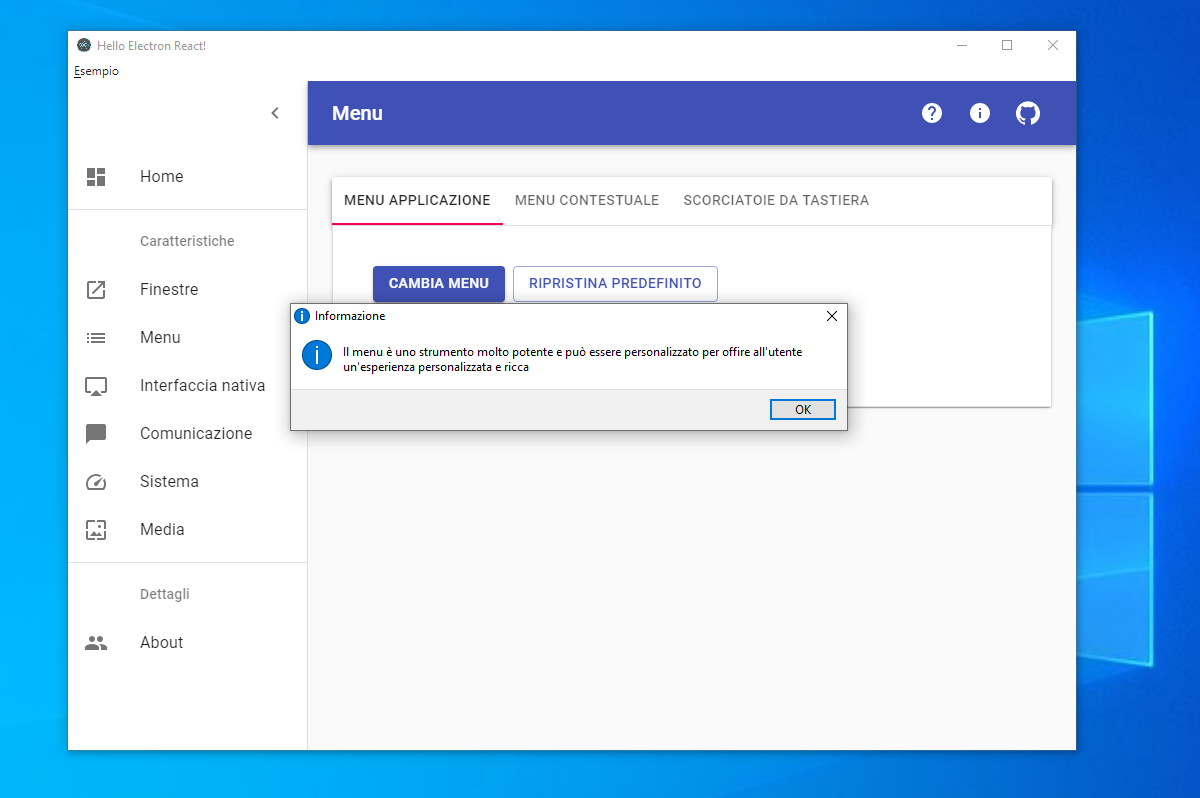 Hello Electron React!
Esempio
Menu
Home
Caratteristiche
Finestre
Menu
Interfaccia nativa
Comunicazione
Sistema
Media
Dettagli
About
MENU APPLICAZIONE MENU CONTESTUALE SCORCIATOIE DA TASTIERA
CAMBIA MENU RIPRISTINA PREDEFINITO
Informazione
Il menu è uno strumento molto potente e può essere personalizzato per offire all'utente
un'esperienza personalizzata e ricca
OK